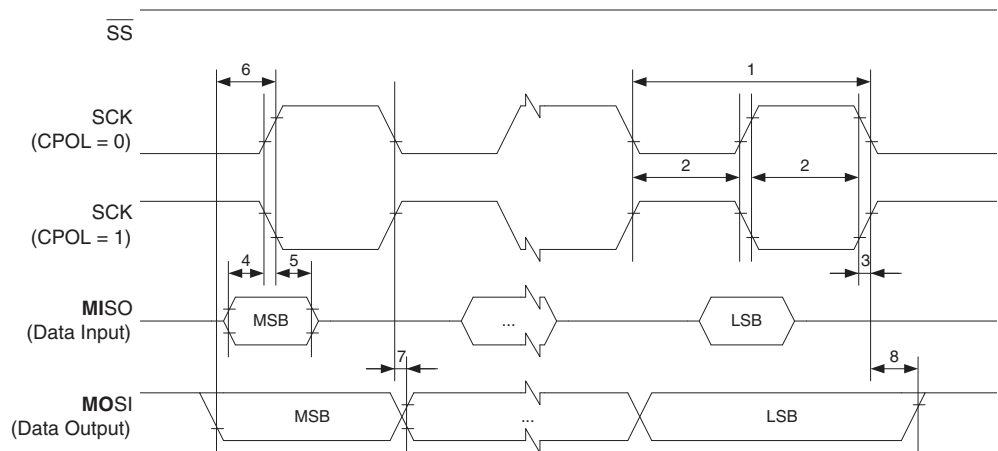 SS
6
1
SCK
(CPOL = 0)
2
2
SCK
(CPOL = 1)
4
5
3
MISO
(Data Input)
MSB
...
LSB
7
8
MOSI
(Data Output)
MSB
...
LSB